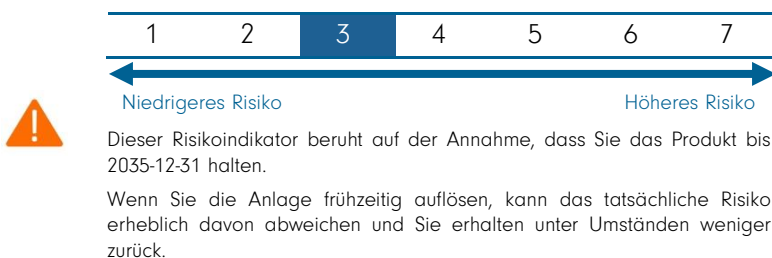 1 2 3 4 5 6 7
Niedrigeres Risiko Höheres Risiko
Dieser Risikoindikator beruht auf der Annahme, dass Sie das Produkt bis
2035-12-31 halten.
Wenn Sie die Anlage frühzeitig auflösen, kann das tatsächliche Risiko
erheblich davon abweichen und Sie erhalten unter Umständen weniger
zurück.